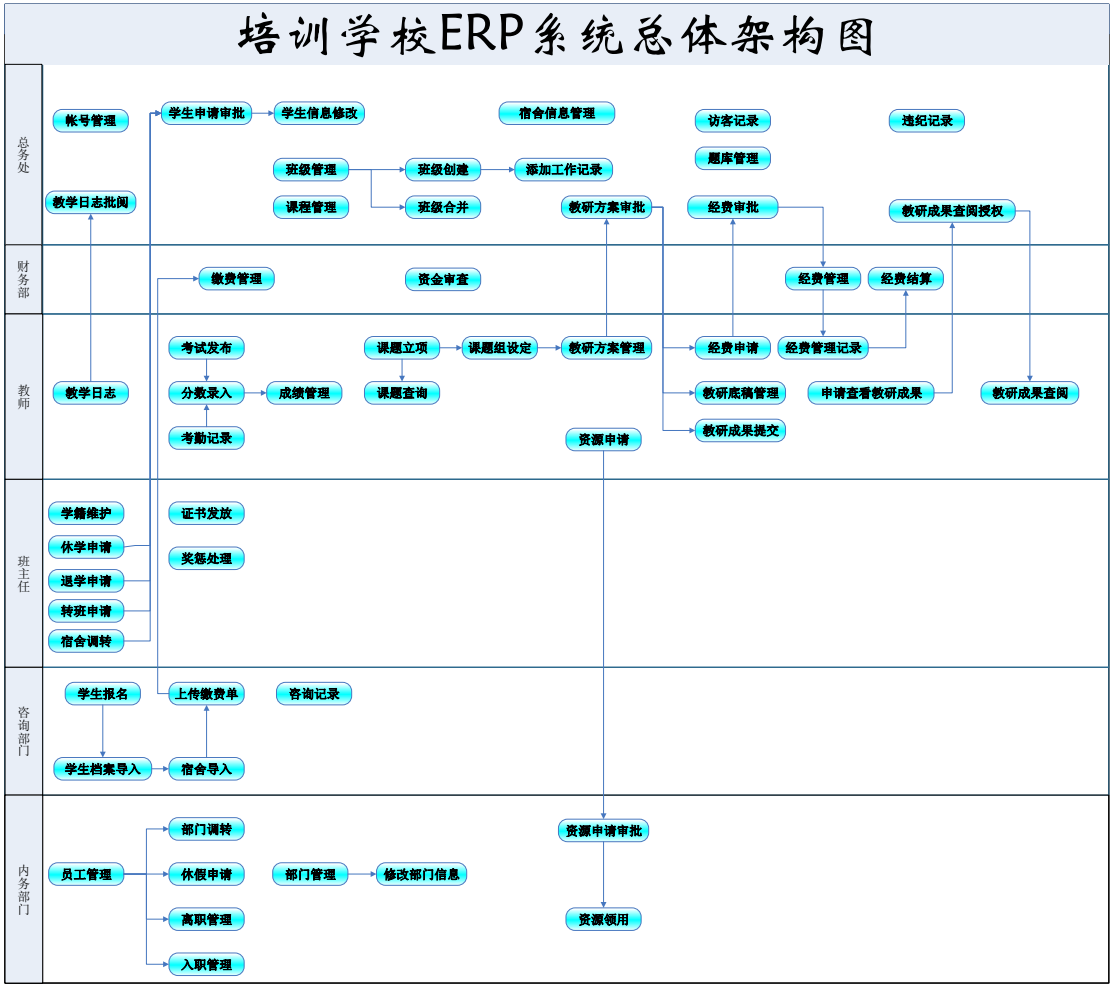 培训学校ERP系统总体架构图
总务处
帐号管理
学生申请审批
学生信息修改
宿舍信息管理
访客记录
违纪记录
题库管理
班级管理
班级创建
添加工作记录
教学日志批阅
课程管理
班级合并
教研方案审批
经费审批
教研成果查阅授权
财务部
缴费管理
资金审查
经费管理
经费结算
教师
考试发布
课题立项
课题组设定
教研方案管理
经费申请
经费管理记录
教学日志
分数录入
成绩管理
课题查询
教研底稿管理
申请查看教研成果
教研成果查阅
考勤记录
资源申请
教研成果提交
班主任
学籍维护
证书发放
休学申请
奖惩处理
退学申请
转班申请
宿舍调转
咨询部门
学生报名
上传缴费单
咨询记录
学生档案导入
宿舍导入
内务部门
部门调转
资源申请审批
员工管理
休假申请
部门管理
修改部门信息
离职管理
资源领用
入职管理